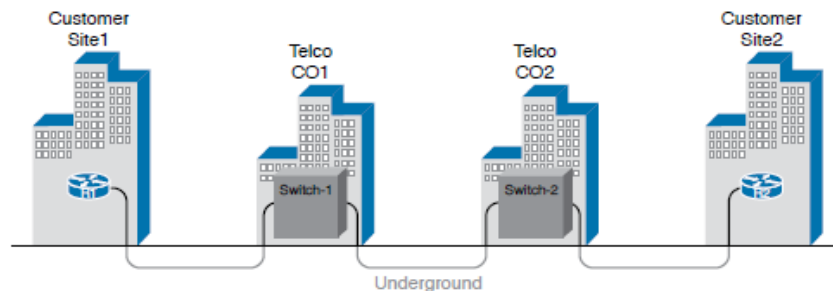 Customer
Site1
Telco
CO1
Telco
CO2
Customer
Site2
R1
Switch-1
Switch-2
R2
Underground